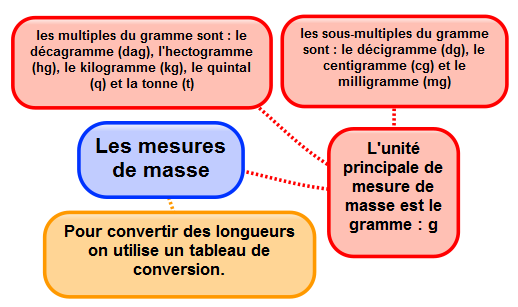 les multiples du gramme sont : le
décagramme (dag), l'hectogramme
(hg), le kilogramme (kg), le quintal
(q) et la tonne (t)
les sous-multiples du gramme
sont : le décigramme (dg), le
centigramme (cg) et le
milligramme (mg)
Les mesures
de masse
L'unité
principale de
mesure de
masse est le
gramme : g
Pour convertir des longueurs
on utilise un tableau de
conversion.